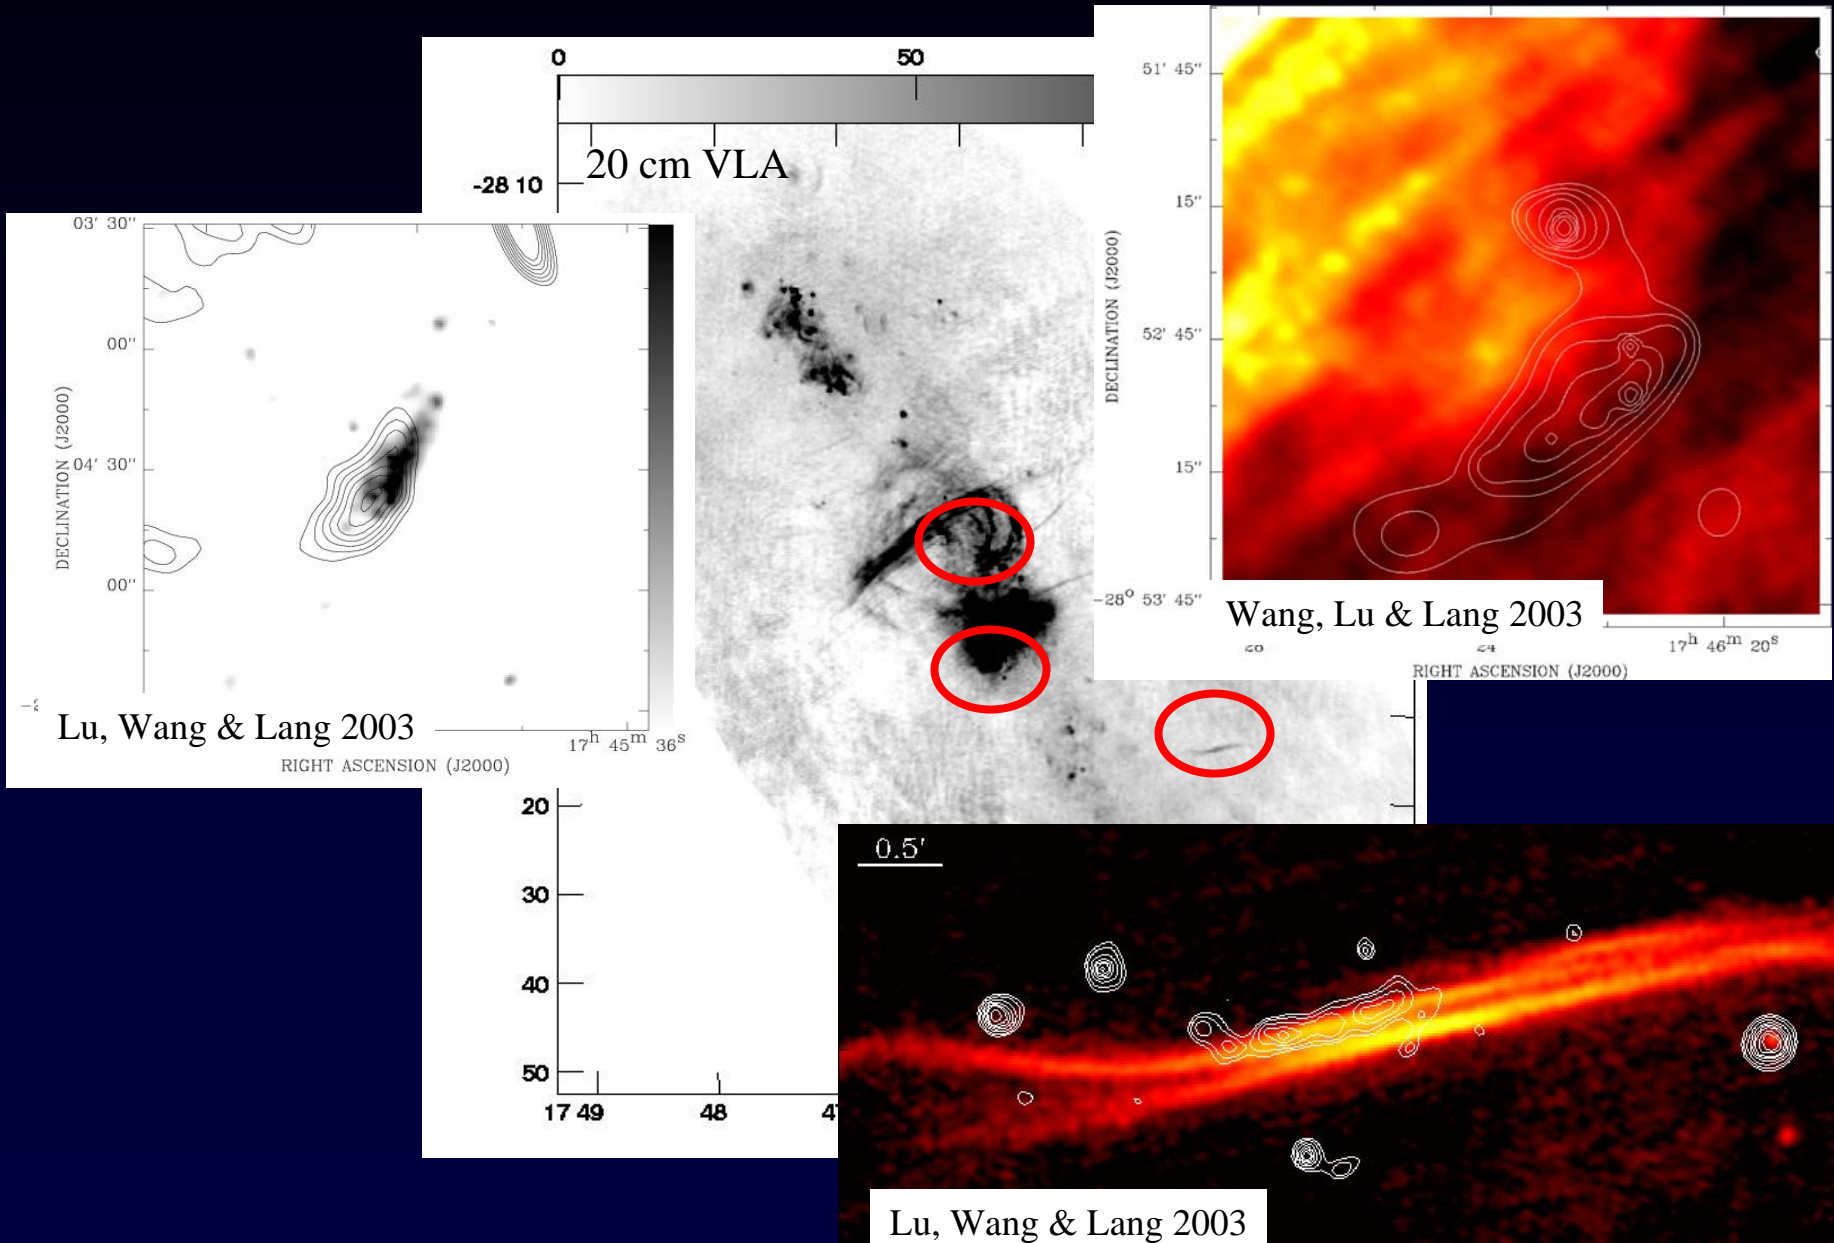 0 50
20 cm VLA
-28 10
20
30
40
50
17 49 48
03' 30"
00"
04' 30"
00"
DECLINATION (J2000)
Lu, Wang & Lang 2003
17h 45m 36s
RIGHT ASCENSION (J2000)
51' 45"
15"
52' 45"
15"
-28° 53' 45"
DECLINATION (J2000)
Wang, Lu & Lang 2003
17h 46m 20s
RIGHT ASCENSION (J2000)
0.5'
Lu, Wang & Lang 2003